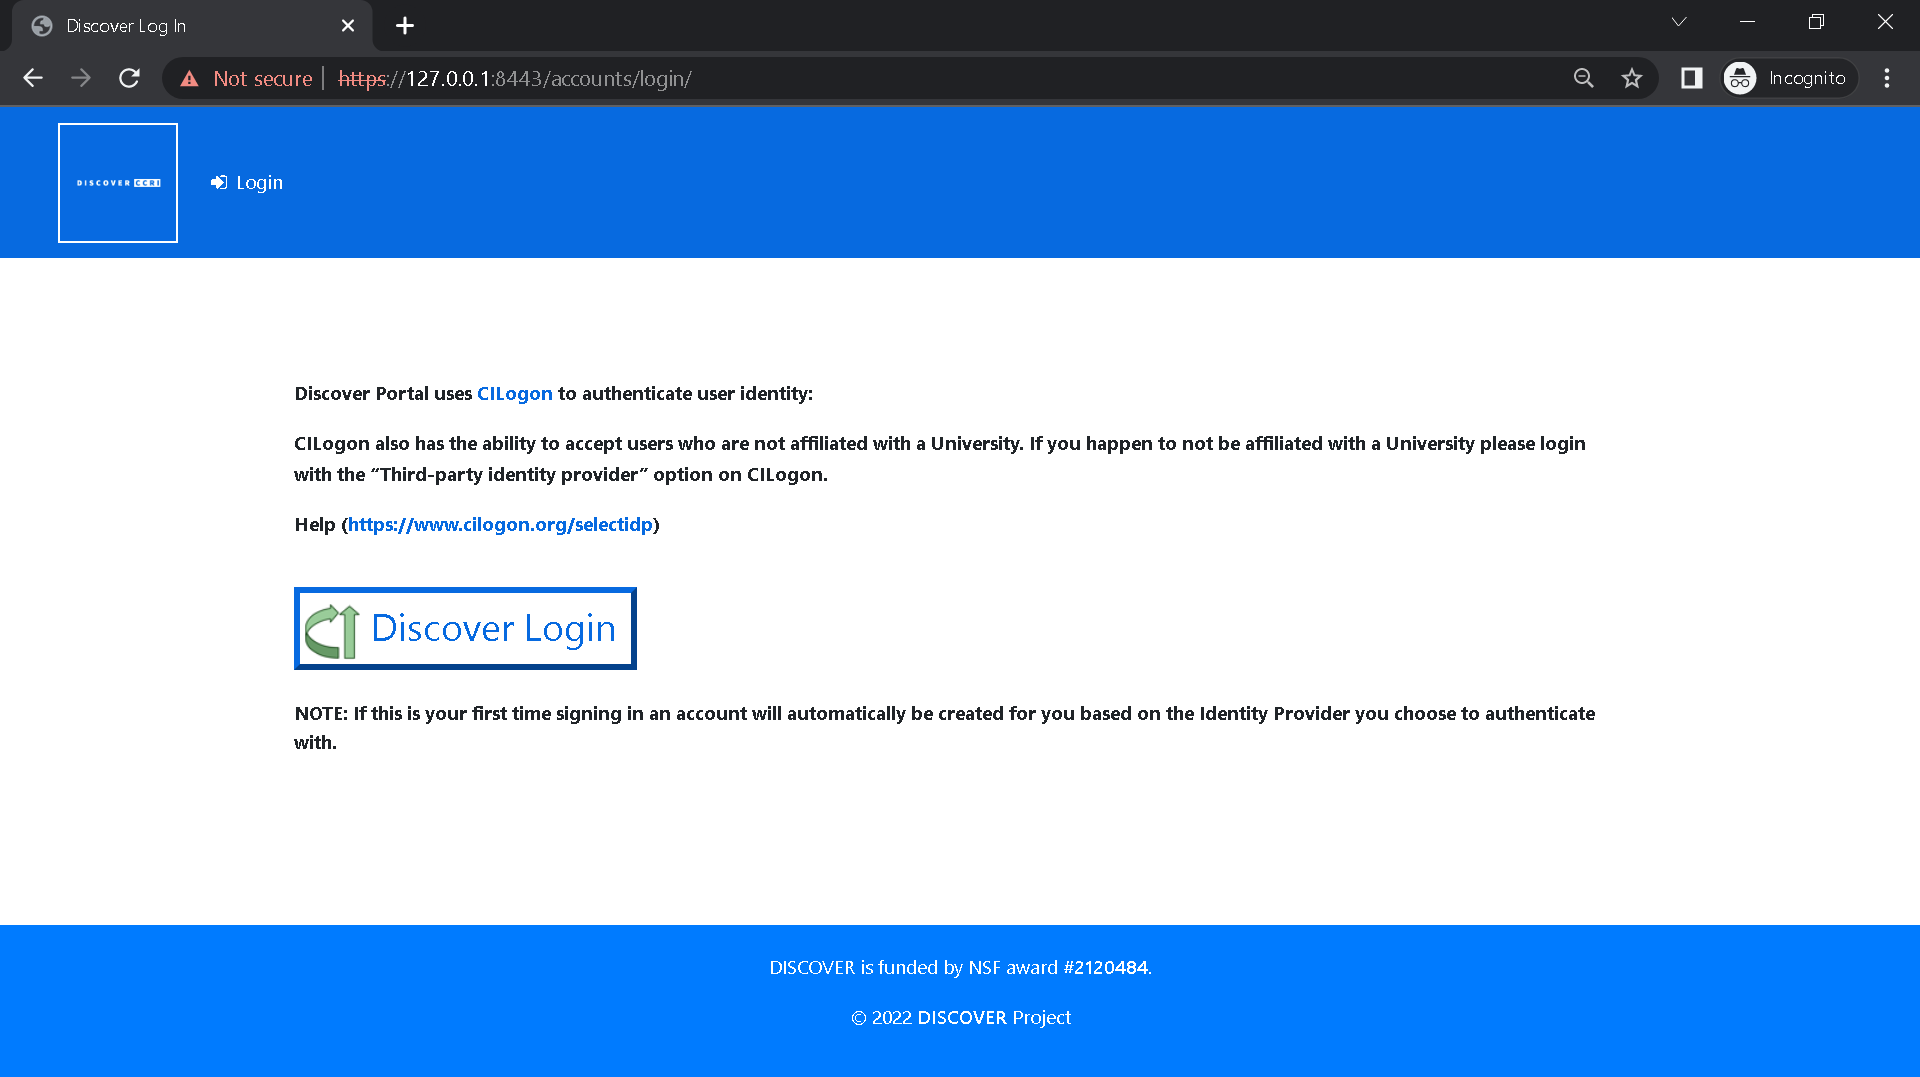 Discover Log In
Not secure | https://127.0.0.1:8443/accounts/login/
Incognito
DISCOVER CCRI
Login
Discover Portal uses CILogon to authenticate user identity:
CILogon also has the ability to accept users who are not affiliated with a University. If you happen to not be affiliated with a University please login
with the “Third-party identity provider” option on CILogon.
Help (https://www.cilogon.org/selectidp)
Discover Login
NOTE: If this is your first time signing in an account will automatically be created for you based on the Identity Provider you choose to authenticate
with.
DISCOVER is funded by NSF award #2120484.
© 2022 DISCOVER Project